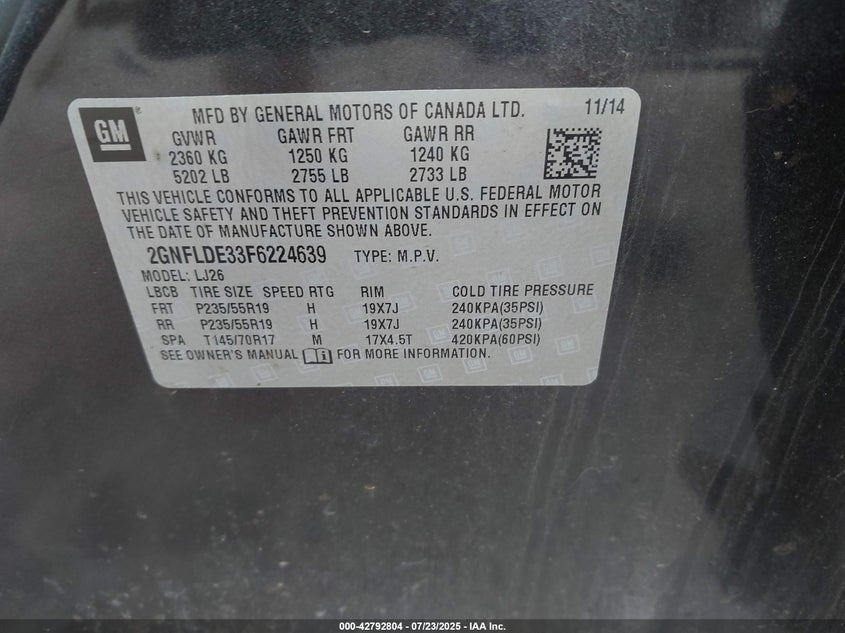 GM ® MFD BY GENERAL MOTORS OF CANADA LTD. 11/14
GVWR GAWR FRT GAWR RR
2360 KG 1250 KG 1240 KG
5202 LB 2755 LB 2733 LB
THIS VEHICLE CONFORMS TO ALL APPLICABLE U.S. FEDERAL MOTOR
VEHICLE SAFETY AND THEFT PREVENTION STANDARDS IN EFFECT ON
THE DATE OF MANUFACTURE SHOWN ABOVE.
2GNFLDE33F6224639 TYPE: M.P.V.
MODEL: LJ26
LBCB TIRE SIZE SPEED RTG RIM COLD TIRE PRESSURE
FRT P235/55R19 H 19X7J 240KPA(35PSI)
RR P235/55R19 H 19X7J 240KPA(35PSI)
SPA T145/70R17 M 17X4.5T 420KPA(60PSI)
SEE OWNER'S MANUAL FOR MORE INFORMATION.
000-42792804 - 07/23/2025 - IAA Inc.